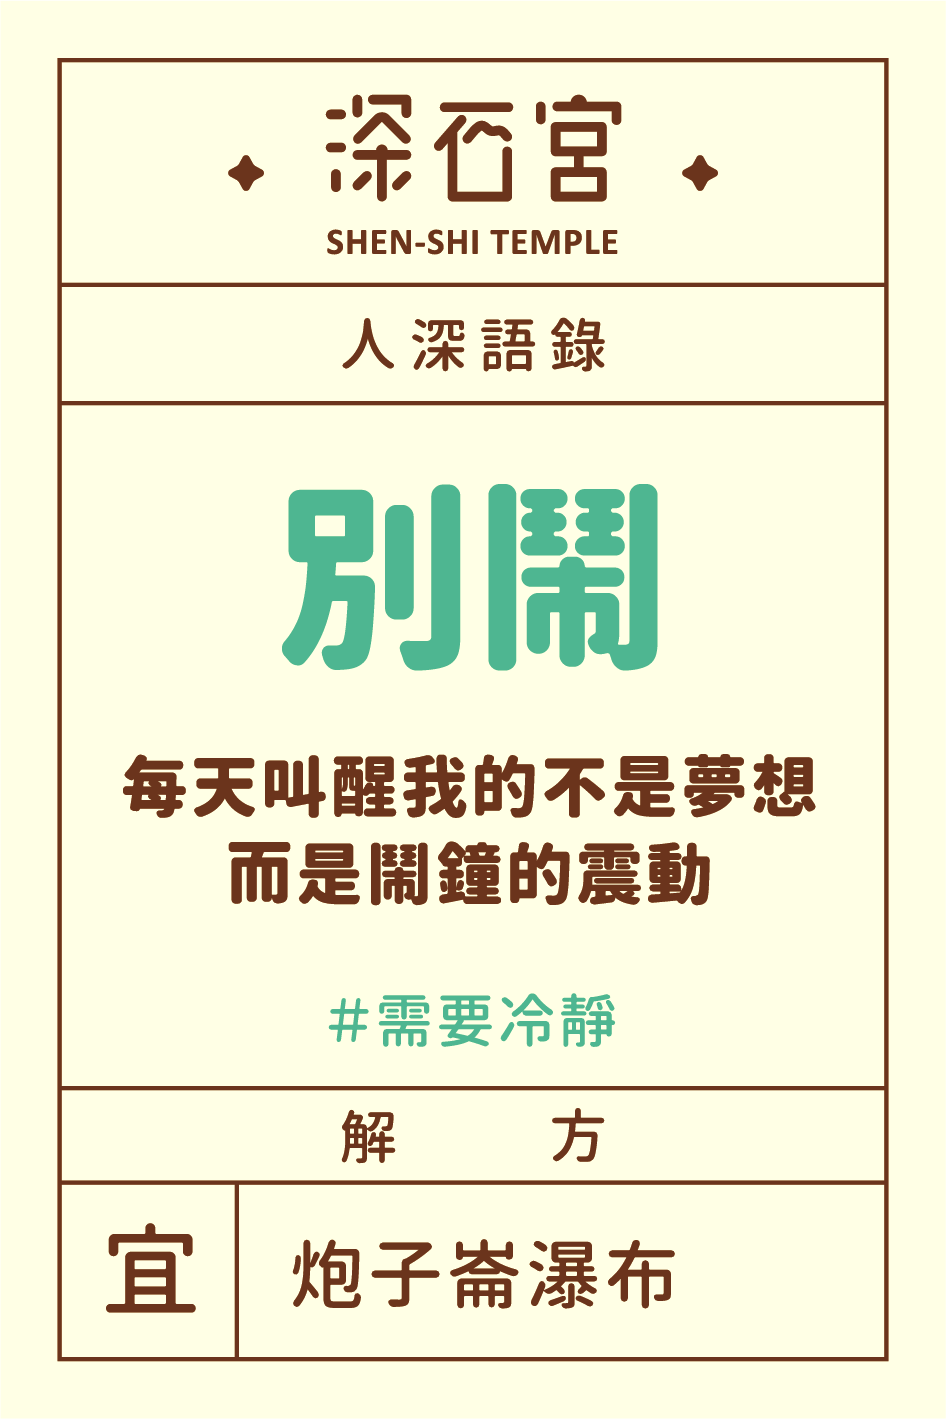 深石宮
SHEN-SHI TEMPLE
人深語錄
別鬧
每天叫醒我的不是夢想
而是鬧鐘的震動
#需要冷靜
解 方
宜
炮子崙瀑布